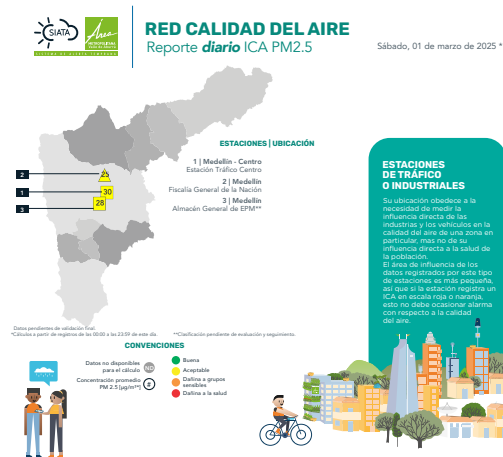 SIATA
Área
METROPOLITANA
Valle de Aburrá
RED CALIDAD DEL AIRE
Reporte diario ICA PM2.5
Sábado, 01 de marzo de 2025 *
ESTACIONES | UBICACIÓN
1 | Medellín - Centro
Estación Tráfico Centro
2 | Medellín
Fiscalía General de la Nación
3 | Medellín
Almacén General de EPM**
2
25
1
30
3
28
ESTACIONES
DE TRÁFICO
O INDUSTRIALES
Su ubicación obedece a la
necesidad de medir la
influencia directa de las
industrias y los vehículos en la
calidad del aire de una zona en
particular, mas no de su
influencia directa a la salud de
la población.
El área de influencia de los
datos registrados por este tipo
de estaciones es más pequeña,
así que si la estación registra un
ICA en escala roja o naranja,
esto no debe ocasionar alarma
con respecto a la calidad
del aire.
Datos pendientes de validación final.
*Cálculos a partir de registros de las 00:00 a las 23:59 de este día.
**Clasificación pendiente de evaluación y seguimiento.
CONVENCIONES
Datos no disponibles
para el cálculo
ND
Concentración promedio
PM 2.5 [µg/m³]
#
Buena
Aceptable
Dañina a grupos
sensibles
Dañina a la salud